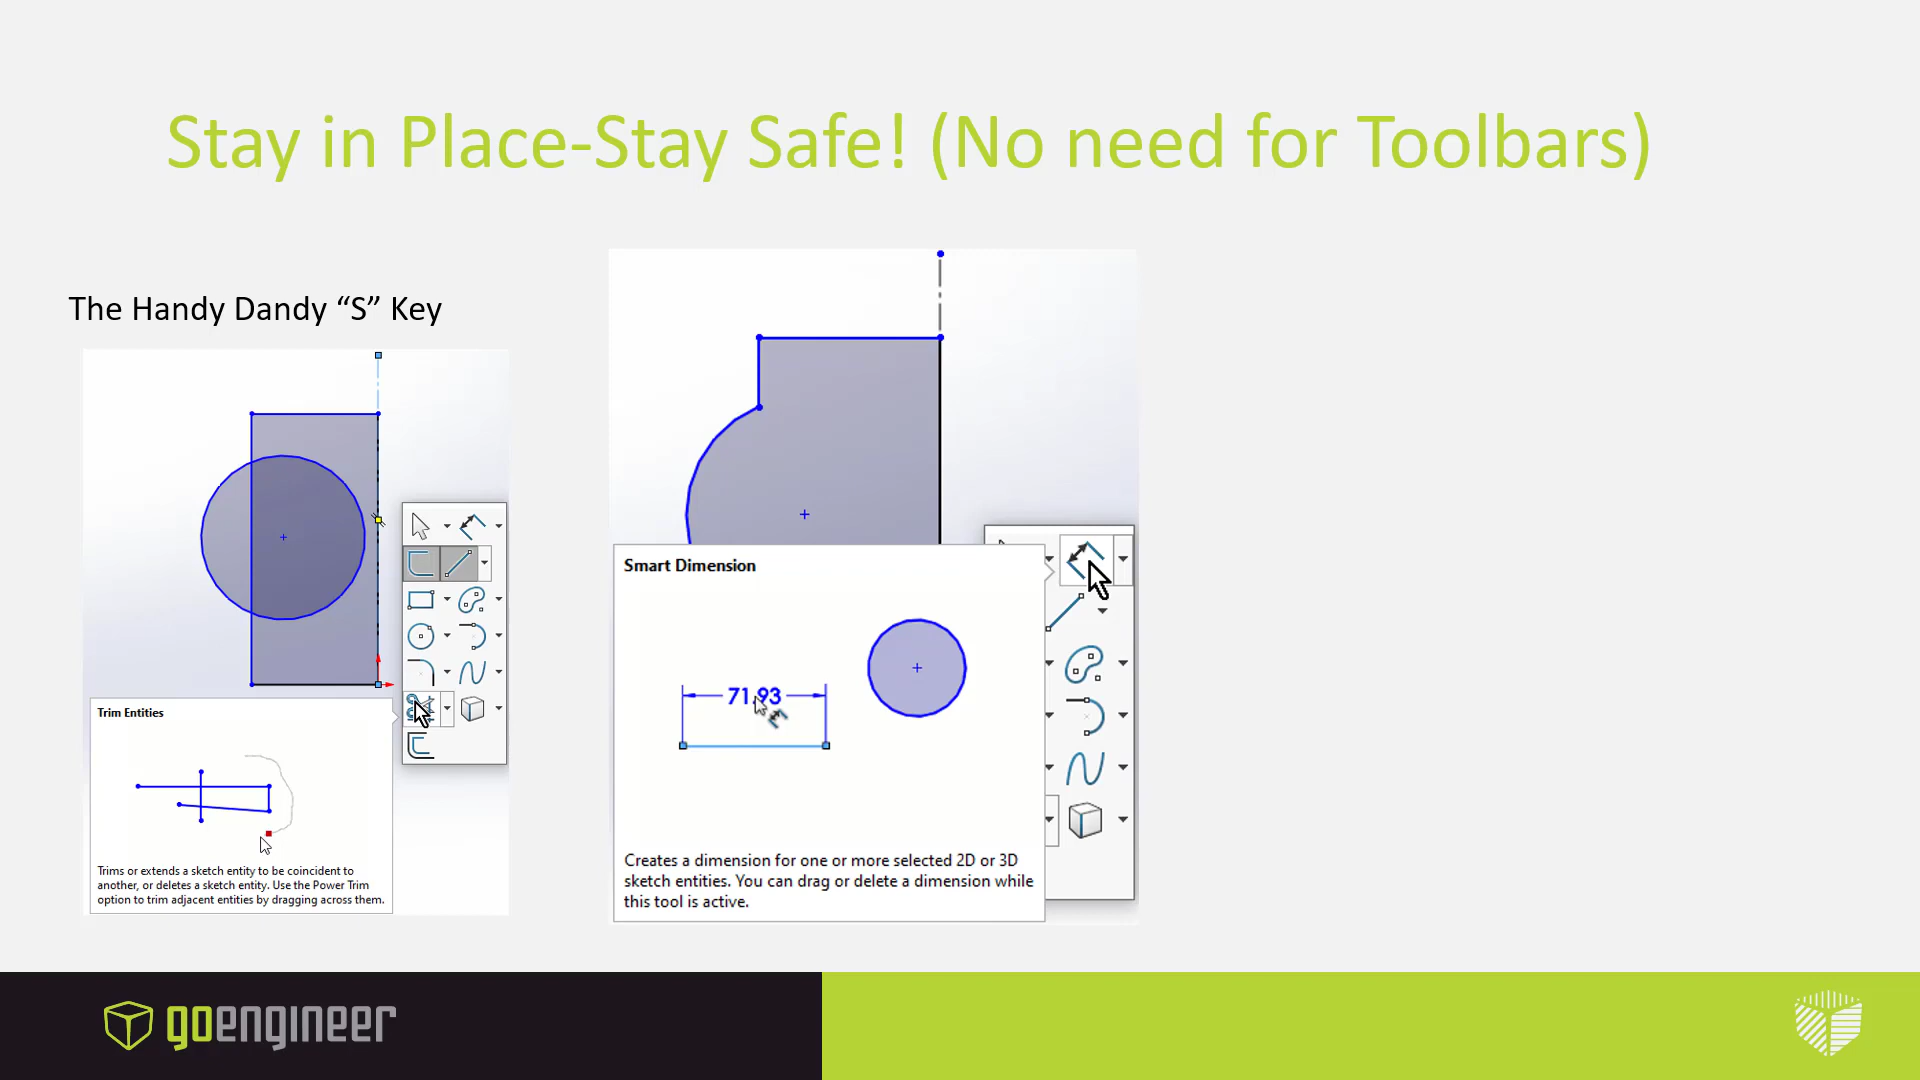 Stay in Place-Stay Safe! (No need for Toolbars)
The Handy Dandy “S” Key
Trim Entities
Trims or extends a sketch entity to be coincident to
another, or deletes a sketch entity. Use the Power Trim
option to trim adjacent entities by dragging across them.
Smart Dimension
71.93
Creates a dimension for one or more selected 2D or 3D
sketch entities. You can drag or delete a dimension while
this tool is active.
goengineer